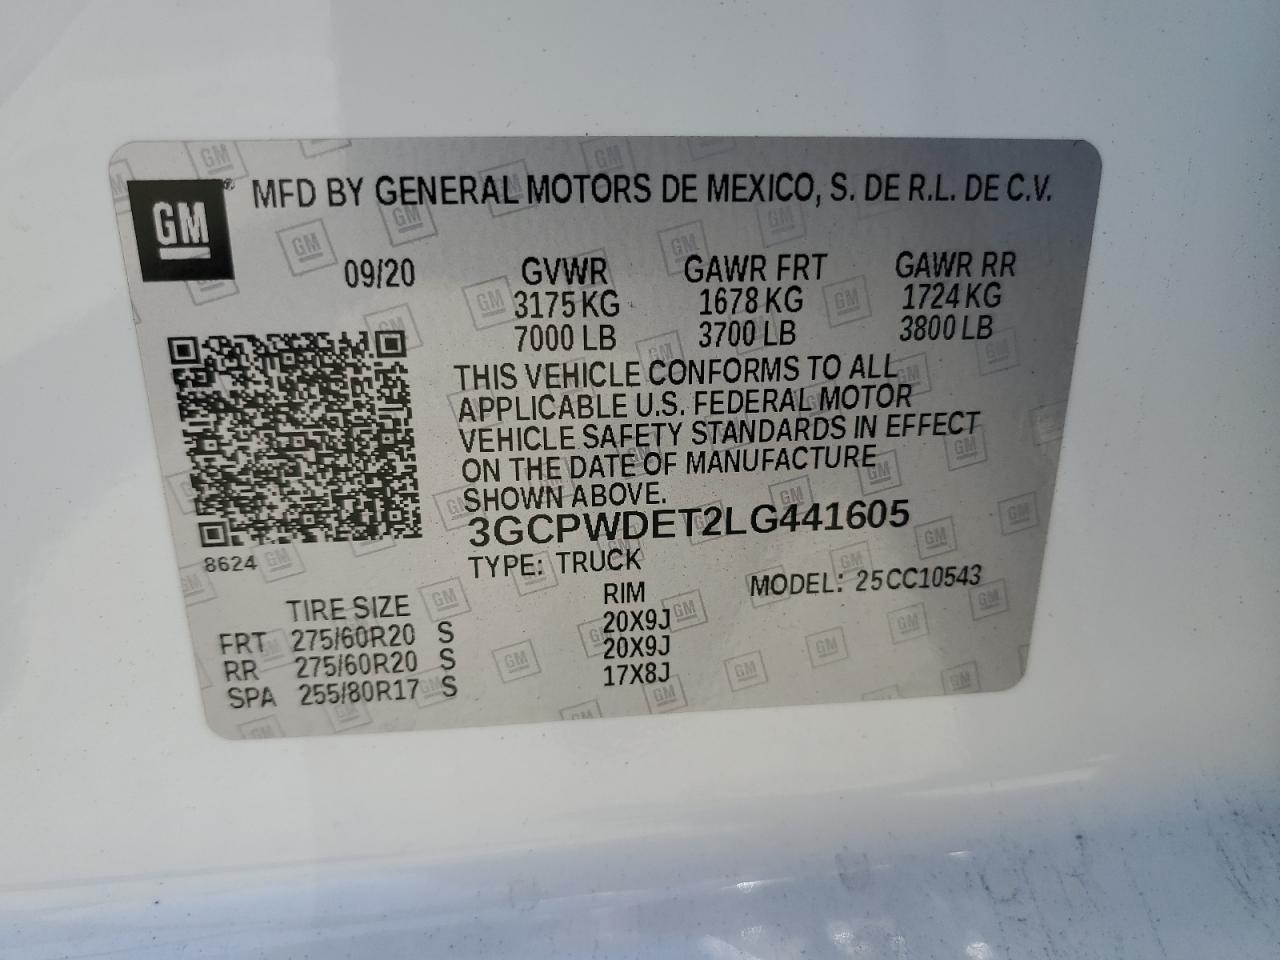 GM
MFD BY GENERAL MOTORS DE MEXICO, S. DE R.L. DE C.V.
09/20 GVWR GAWR FRT GAWR RR
3175 KG 1678 KG 1724 KG
7000 LB 3700 LB 3800 LB
THIS VEHICLE CONFORMS TO ALL
APPLICABLE U.S. FEDERAL MOTOR
VEHICLE SAFETY STANDARDS IN EFFECT
ON THE DATE OF MANUFACTURE
SHOWN ABOVE.
3GCPWDET2LG441605
8624
TYPE: TRUCK
MODEL: 25CC10543
TIRE SIZE RIM
FRT 275/60R20 S 20X9J
RR 275/60R20 S 20X9J
SPA 255/80R17 S 17X8J